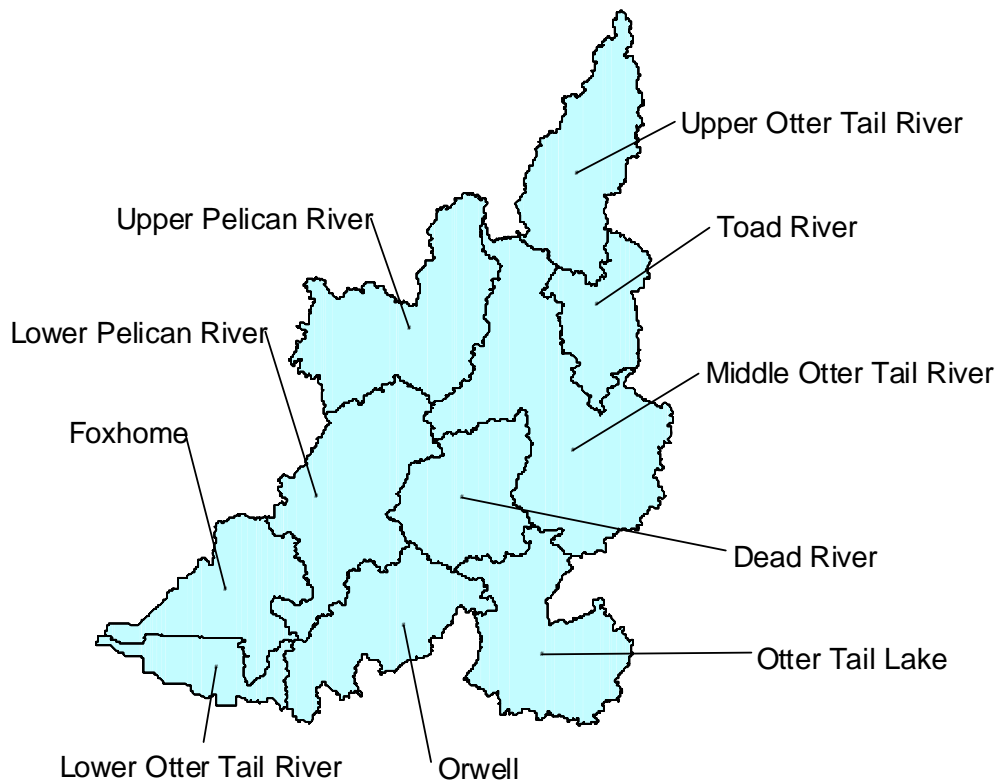 Upper Otter Tail River
Upper Pelican River
Toad River
Lower Pelican River
Middle Otter Tail River
Foxhome
Dead River
Otter Tail Lake
Lower Otter Tail River
Orwell